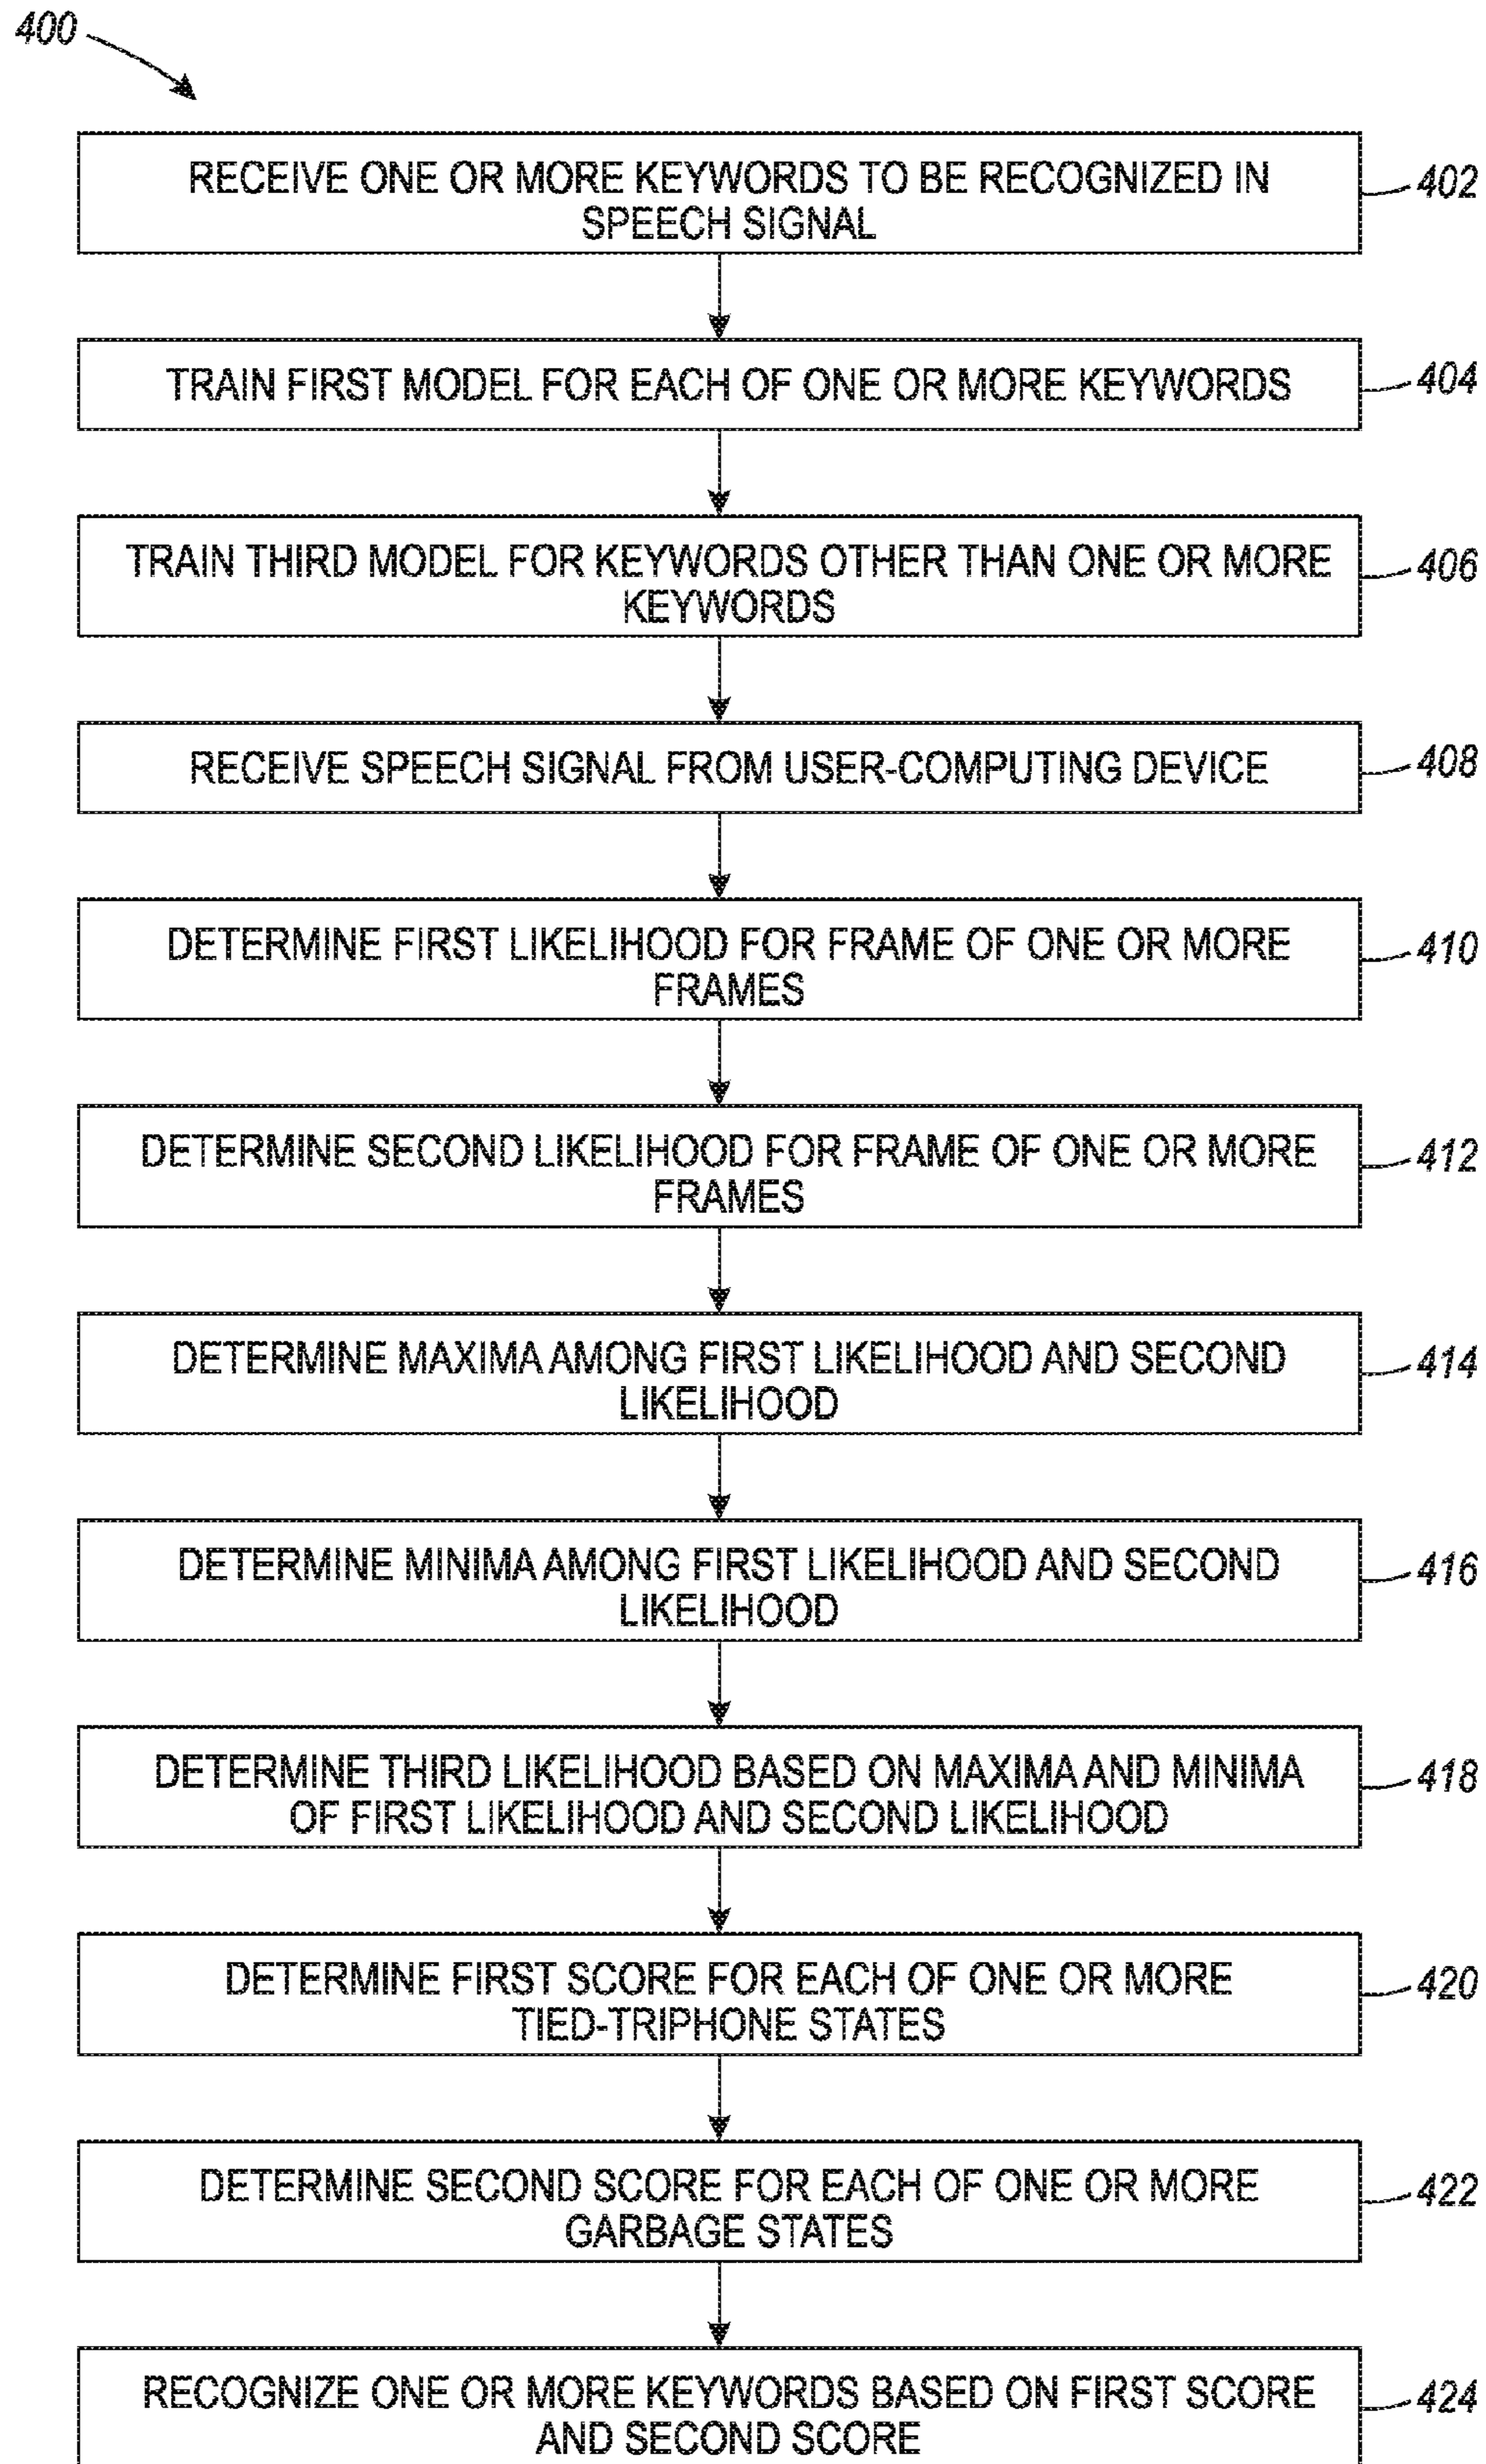 400
RECEIVE ONE OR MORE KEYWORDS TO BE RECOGNIZED IN
SPEECH SIGNAL
402
TRAIN FIRST MODEL FOR EACH OF ONE OR MORE KEYWORDS
404
TRAIN THIRD MODEL FOR KEYWORDS OTHER THAN ONE OR MORE
KEYWORDS
406
RECEIVE SPEECH SIGNAL FROM USER-COMPUTING DEVICE
408
DETERMINE FIRST LIKELIHOOD FOR FRAME OF ONE OR MORE
FRAMES
410
DETERMINE SECOND LIKELIHOOD FOR FRAME OF ONE OR MORE
FRAMES
412
DETERMINE MAXIMA AMONG FIRST LIKELIHOOD AND SECOND
LIKELIHOOD
414
DETERMINE MINIMA AMONG FIRST LIKELIHOOD AND SECOND
LIKELIHOOD
416
DETERMINE THIRD LIKELIHOOD BASED ON MAXIMA AND MINIMA
OF FIRST LIKELIHOOD AND SECOND LIKELIHOOD
418
DETERMINE FIRST SCORE FOR EACH OF ONE OR MORE
TIED-TRIPHONE STATES
420
DETERMINE SECOND SCORE FOR EACH OF ONE OR MORE
GARBAGE STATES
422
RECOGNIZE ONE OR MORE KEYWORDS BASED ON FIRST SCORE
AND SECOND SCORE
424